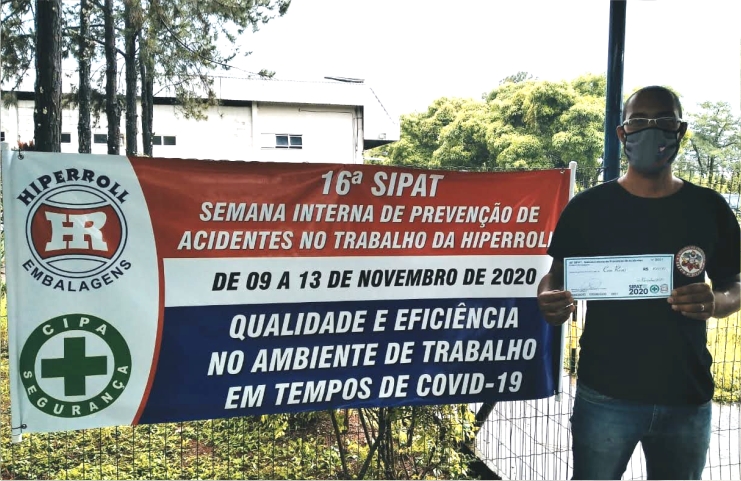 HIPERROLL
HR
EMBALAGENS
CIPA
SEGURANÇA
16ª SIPAT
SEMANA INTERNA DE PREVENÇÃO DE
ACIDENTES NO TRABALHO DA HIPERROLL
DE 09 A 13 DE NOVEMBRO DE 2020
QUALIDADE E EFICIÊNCIA
NO AMBIENTE DE TRABALHO
EM TEMPOS DE COVID-19
SIPAT
2020